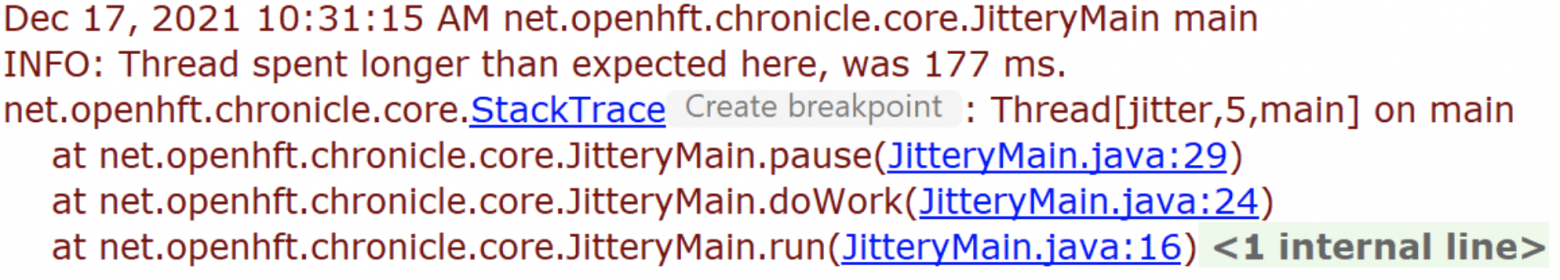 Dec 17, 2021 10:31:15 AM net.openhft.chronicle.core.JitteryMain main
INFO: Thread spent longer than expected here, was 177 ms.
net.openhft.chronicle.core.StackTrace Create breakpoint : Thread[jitter,5,main] on main
at net.openhft.chronicle.core.JitteryMain.pause(JitteryMain.java:29)
at net.openhft.chronicle.core.JitteryMain.doWork(JitteryMain.java:24)
at net.openhft.chronicle.core.JitteryMain.run(JitteryMain.java:16) <1 internal line>